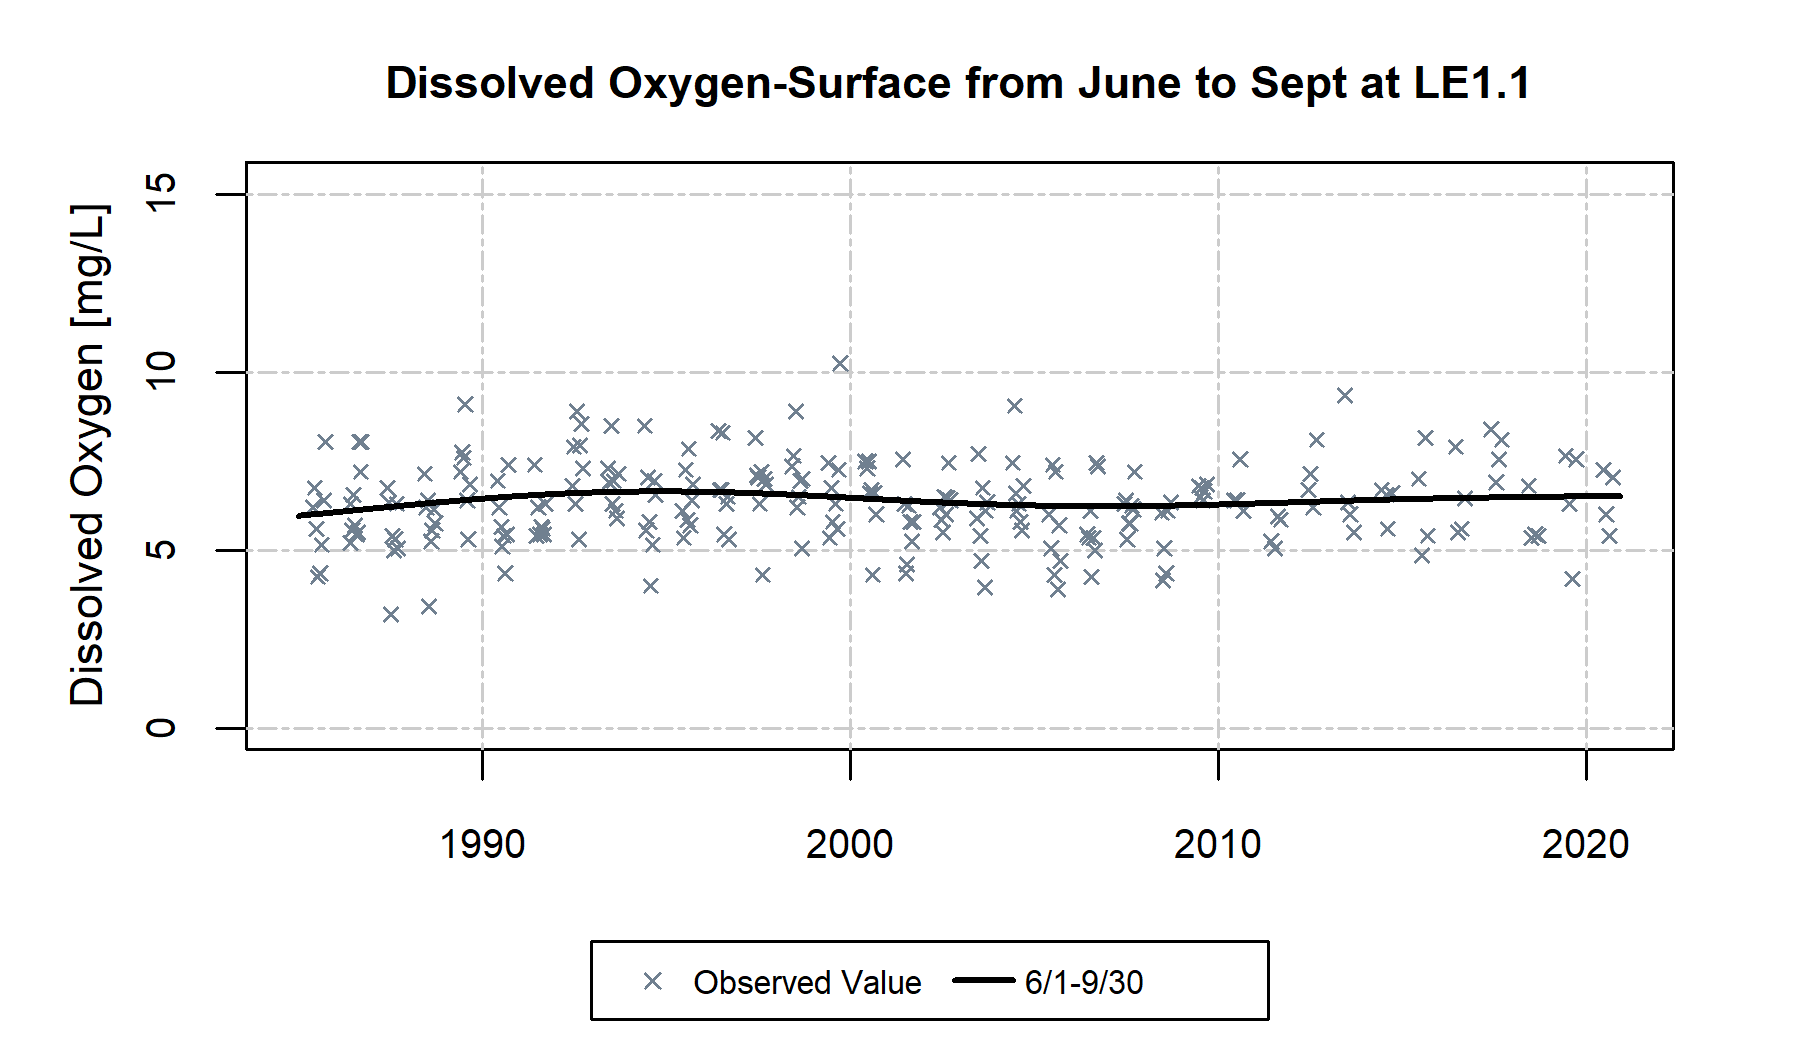 Dissolved Oxygen-Surface from June to Sept at LE1.1
Dissolved Oxygen [mg/L]
15
10
5
0
1990 2000 2010 2020
Observed Value 6/1-9/30